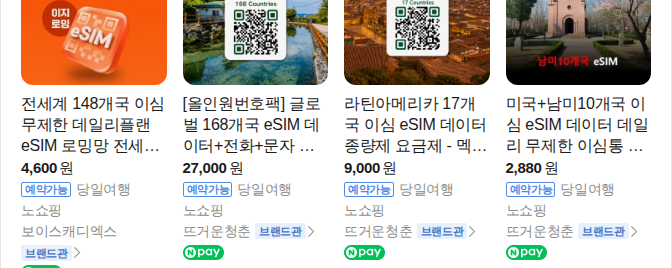 이지
로밍
eSIM
전세계 148개국 이심
무제한 데일리플랜
eSIM 로밍망 전세...
4,600원
예약가능 당일여행
노쇼핑
보이스캐디엑스
브랜드관
168 Countries
[올인원번호팩] 글로
벌 168개국 eSIM 데
이터+전화+문자 ...
27,000원
예약가능 당일여행
노쇼핑
뜨거운청춘 브랜드관
N pay
17 Countries
라틴아메리카 17개
국 이심 eSIM 데이터
종량제 요금제 - 멕...
9,000원
예약가능 당일여행
노쇼핑
뜨거운청춘 브랜드관
N pay
남미10개국 eSIM
미국+남미10개국 이
심 eSIM 데이터 데일
리 무제한 이심통 ...
2,880원
예약가능 당일여행
노쇼핑
뜨거운청춘 브랜드관
N pay